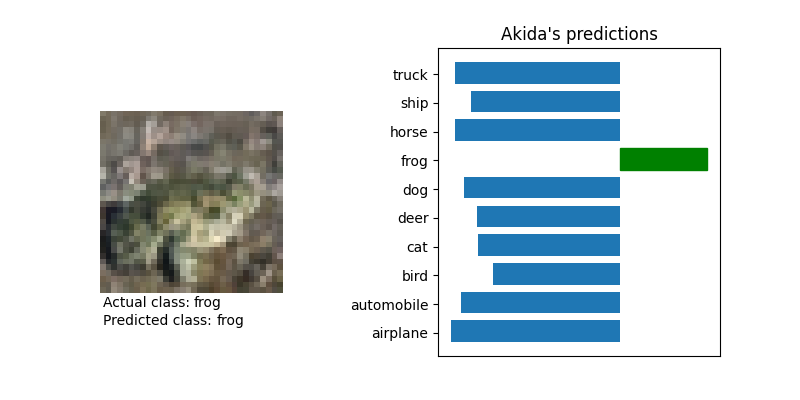 Akida's predictions
truck
ship
horse
frog
dog
deer
cat
bird
automobile
airplane
Actual class: frog
Predicted class: frog